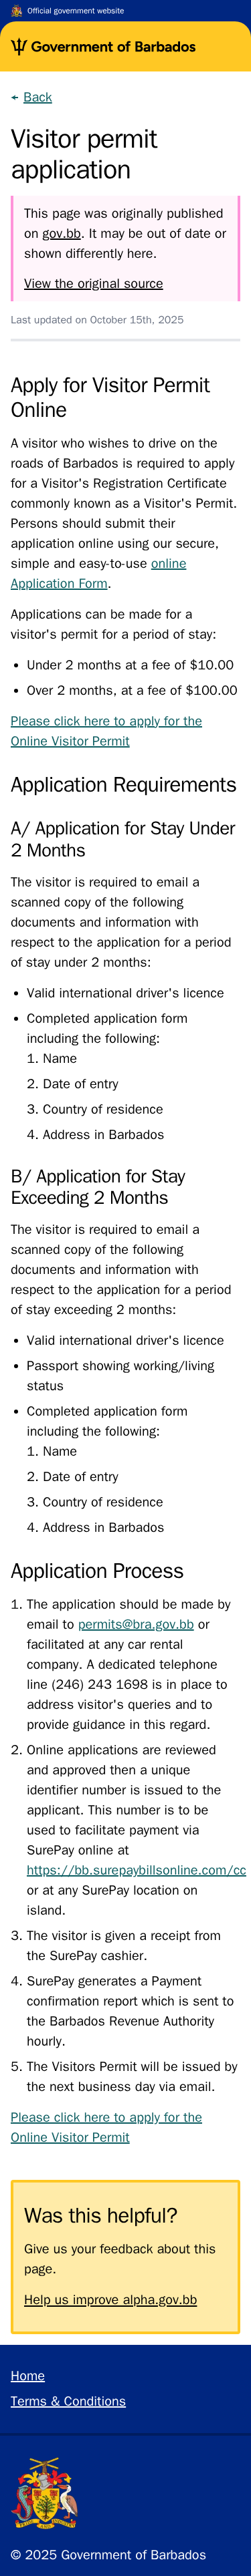 Official government website
Government of Barbados
← Back
Visitor permit
application
This page was originally published
on gov.bb. It may be out of date or
shown differently here.
View the original source
Last updated on October 15th, 2025
Apply for Visitor Permit
Online
A visitor who wishes to drive on the
roads of Barbados is required to apply
for a Visitor's Registration Certificate
commonly known as a Visitor's Permit.
Persons should submit their
application online using our secure,
simple and easy-to-use online
Application Form.
Applications can be made for a
visitor's permit for a period of stay:
• Under 2 months at a fee of $10.00
• Over 2 months, at a fee of $100.00
Please click here to apply for the
Online Visitor Permit
Application Requirements
A/ Application for Stay Under
2 Months
The visitor is required to email a
scanned copy of the following
documents and information with
respect to the application for a period
of stay under 2 months:
• Valid international driver's licence
• Completed application form
including the following:
1. Name
2. Date of entry
3. Country of residence
4. Address in Barbados
B/ Application for Stay
Exceeding 2 Months
The visitor is required to email a
scanned copy of the following
documents and information with
respect to the application for a period
of stay exceeding 2 months:
• Valid international driver's licence
• Passport showing working/living
status
• Completed application form
including the following:
1. Name
2. Date of entry
3. Country of residence
4. Address in Barbados
Application Process
1. The application should be made by
email to permits@bra.gov.bb or
facilitated at any car rental
company. A dedicated telephone
line (246) 243 1698 is in place to
address visitor's queries and to
provide guidance in this regard.
2. Online applications are reviewed
and approved then a unique
identifier number is issued to the
applicant. This number is to be
used to facilitate payment via
SurePay online at
https://bb.surepaybillsonline.com/cc
or at any SurePay location on
island.
3. The visitor is given a receipt from
the SurePay cashier.
4. SurePay generates a Payment
confirmation report which is sent to
the Barbados Revenue Authority
hourly.
5. The Visitors Permit will be issued by
the next business day via email.
Please click here to apply for the
Online Visitor Permit
Was this helpful?
Give us your feedback about this
page.
Help us improve alpha.gov.bb
Home
Terms & Conditions
© 2025 Government of Barbados